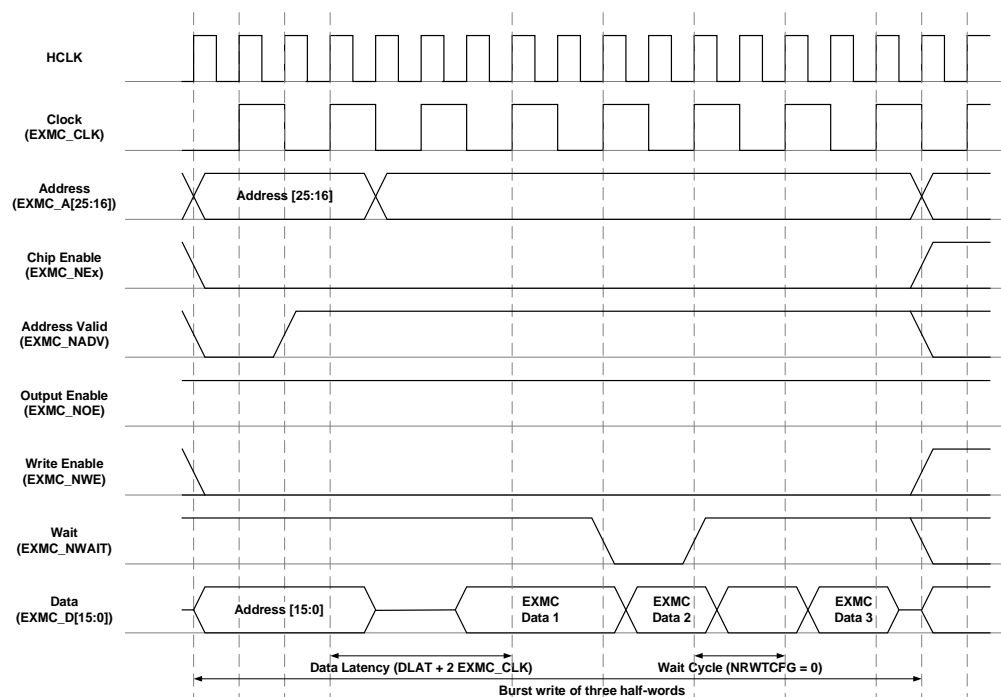 HCLK
Clock
(EXMC_CLK)
Address
(EXMC_A[25:16])
Address [25:16]
Chip Enable
(EXMC_NEx)
Address Valid
(EXMC_NADV)
Output Enable
(EXMC_NOE)
Write Enable
(EXMC_NWE)
Wait
(EXMC_NWAIT)
Data
(EXMC_D[15:0])
Address [15:0]
EXMC
Data 1
EXMC
Data 2
EXMC
Data 3
Data Latency (DLAT + 2 EXMC_CLK)
Wait Cycle (NRWTCFG = 0)
Burst write of three half-words